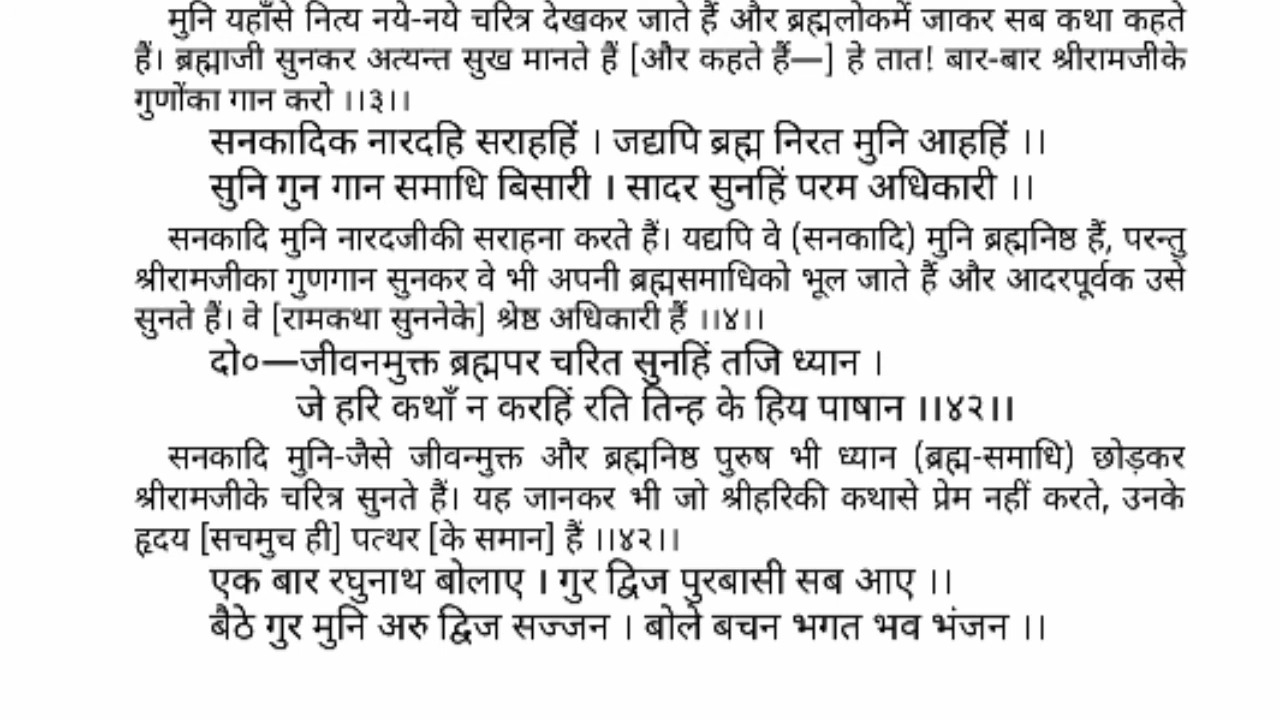 मुनि यहाँसे नित्य नये-नये चरित्र देखकर जाते हैं और ब्रह्मलोकमें जाकर सब कथा कहते
हैं। ब्रह्माजी सुनकर अत्यन्त सुख मानते हैं [और कहते हैं—] हे तात! बार-बार श्रीरामजीके
गुणोंका गान करो ।।३।।
सनकादिक नारदहि सराहहिं । जद्यपि ब्रह्म निरत मुनि आहहिं ।।
सुनि गुन गान समाधि बिसारी । सादर सुनहिं परम अधिकारी ।।
सनकादि मुनि नारदजीकी सराहना करते हैं। यद्यपि वे (सनकादि) मुनि ब्रह्मनिष्ठ हैं, परन्तु
श्रीरामजीका गुणगान सुनकर वे भी अपनी ब्रह्मसमाधिको भूल जाते हैं और आदरपूर्वक उसे
सुनते हैं। वे [रामकथा सुननेके] श्रेष्ठ अधिकारी हैं ।।४।।
दो०—जीवनमुक्त ब्रह्मपर चरित सुनहिं तजि ध्यान ।
जे हरि कथाँ न करहिं रति तिन्ह के हिय पाषान ।।४२।।
सनकादि मुनि-जैसे जीवन्मुक्त और ब्रह्मनिष्ठ पुरुष भी ध्यान (ब्रह्म-समाधि) छोड़कर
श्रीरामजीके चरित्र सुनते हैं। यह जानकर भी जो श्रीहरिकी कथासे प्रेम नहीं करते, उनके
हृदय [सचमुच ही] पत्थर [के समान] हैं ।।४२।।
एक बार रघुनाथ बोलाए । गुर द्विज पुरबासी सब आए ।।
बैठे गुर मुनि अरु द्विज सज्जन । बोले बचन भगत भव भंजन ।।